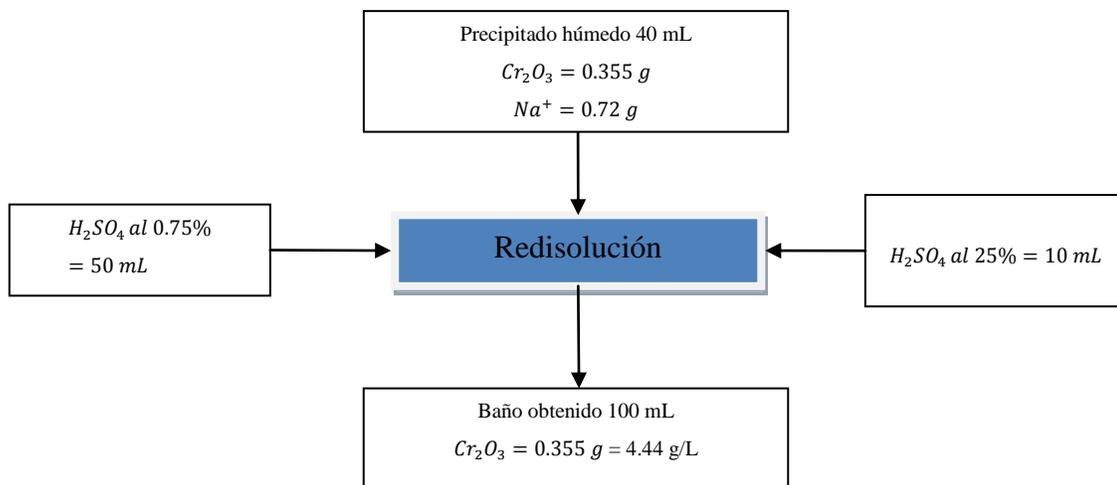 Precipitado húmedo 40 mL
Cr₂O₃ = 0.355 g
Na⁺ = 0.72 g
H₂SO₄ al 0.75%
= 50 mL
Redisolución
H₂SO₄ al 25% = 10 mL
Baño obtenido 100 mL
Cr₂O₃ = 0.355 g = 4.44 g/L